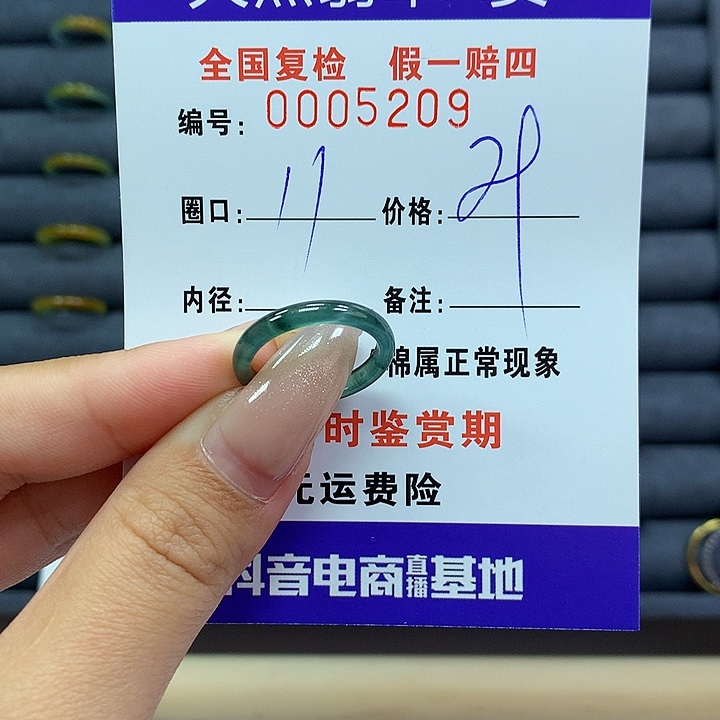 全国复检 假一赔四
编号: 0005209
圈口: 11 价格:
内径: 备注:
棉属正常现象
时鉴赏期
无运费险
抖音电商直播基地